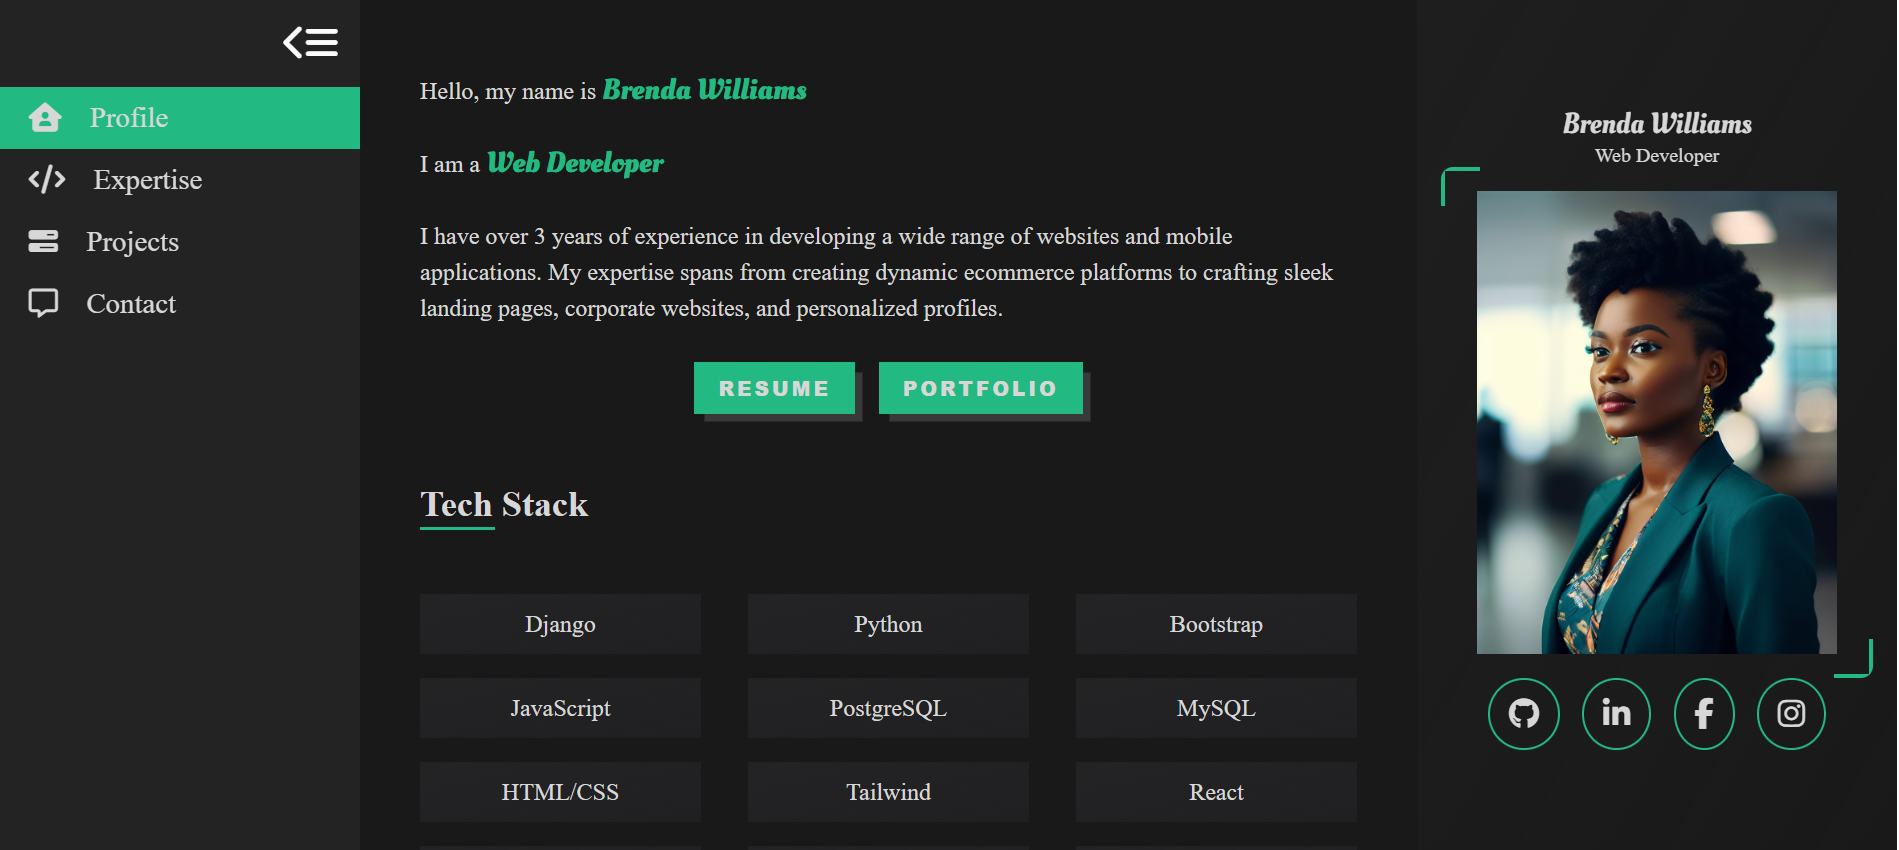 Profile
Expertise
Projects
Contact
Hello, my name is Brenda Williams
I am a Web Developer
I have over 3 years of experience in developing a wide range of websites and mobile
applications. My expertise spans from creating dynamic ecommerce platforms to crafting sleek
landing pages, corporate websites, and personalized profiles.
RESUME PORTFOLIO
Tech Stack
Django Python Bootstrap
JavaScript PostgreSQL MySQL
HTML/CSS Tailwind React
Brenda Williams
Web Developer
in